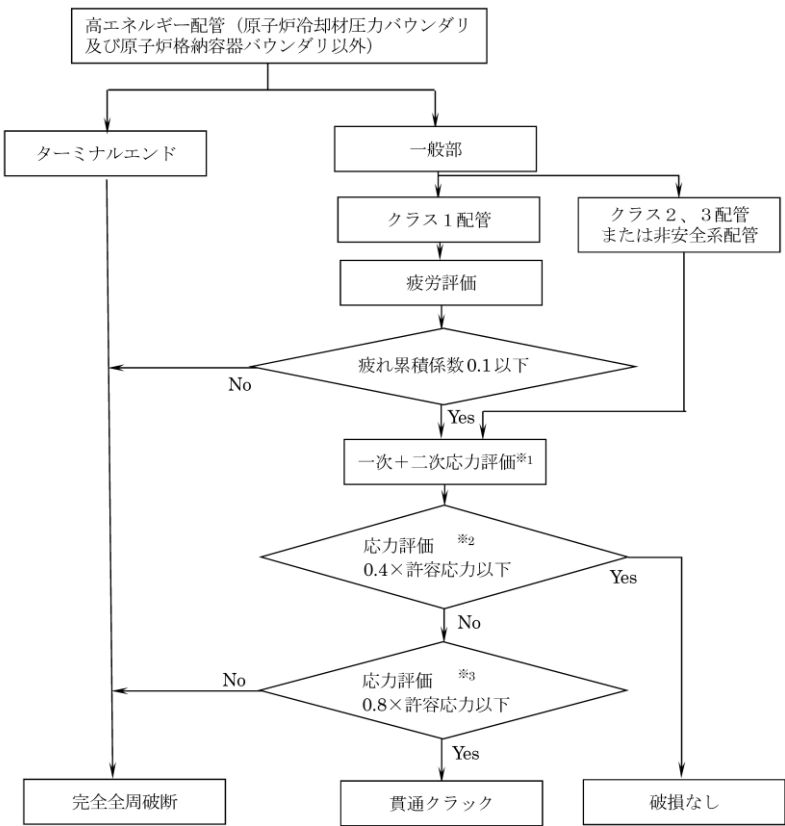 高エネルギー配管（原子炉冷却材圧力バウンダリ
及び原子炉格納容器バウンダリ以外）
ターミナルエンド
一般部
クラス１配管
クラス２、３配管
または非安全系配管
疲労評価
疲れ累積係数0.1以下
No
Yes
一次＋二次応力評価※1
応力評価 ※2
0.4×許容応力以下
Yes
No
応力評価 ※3
0.8×許容応力以下
No
Yes
完全全周破断
貫通クラック
破損なし